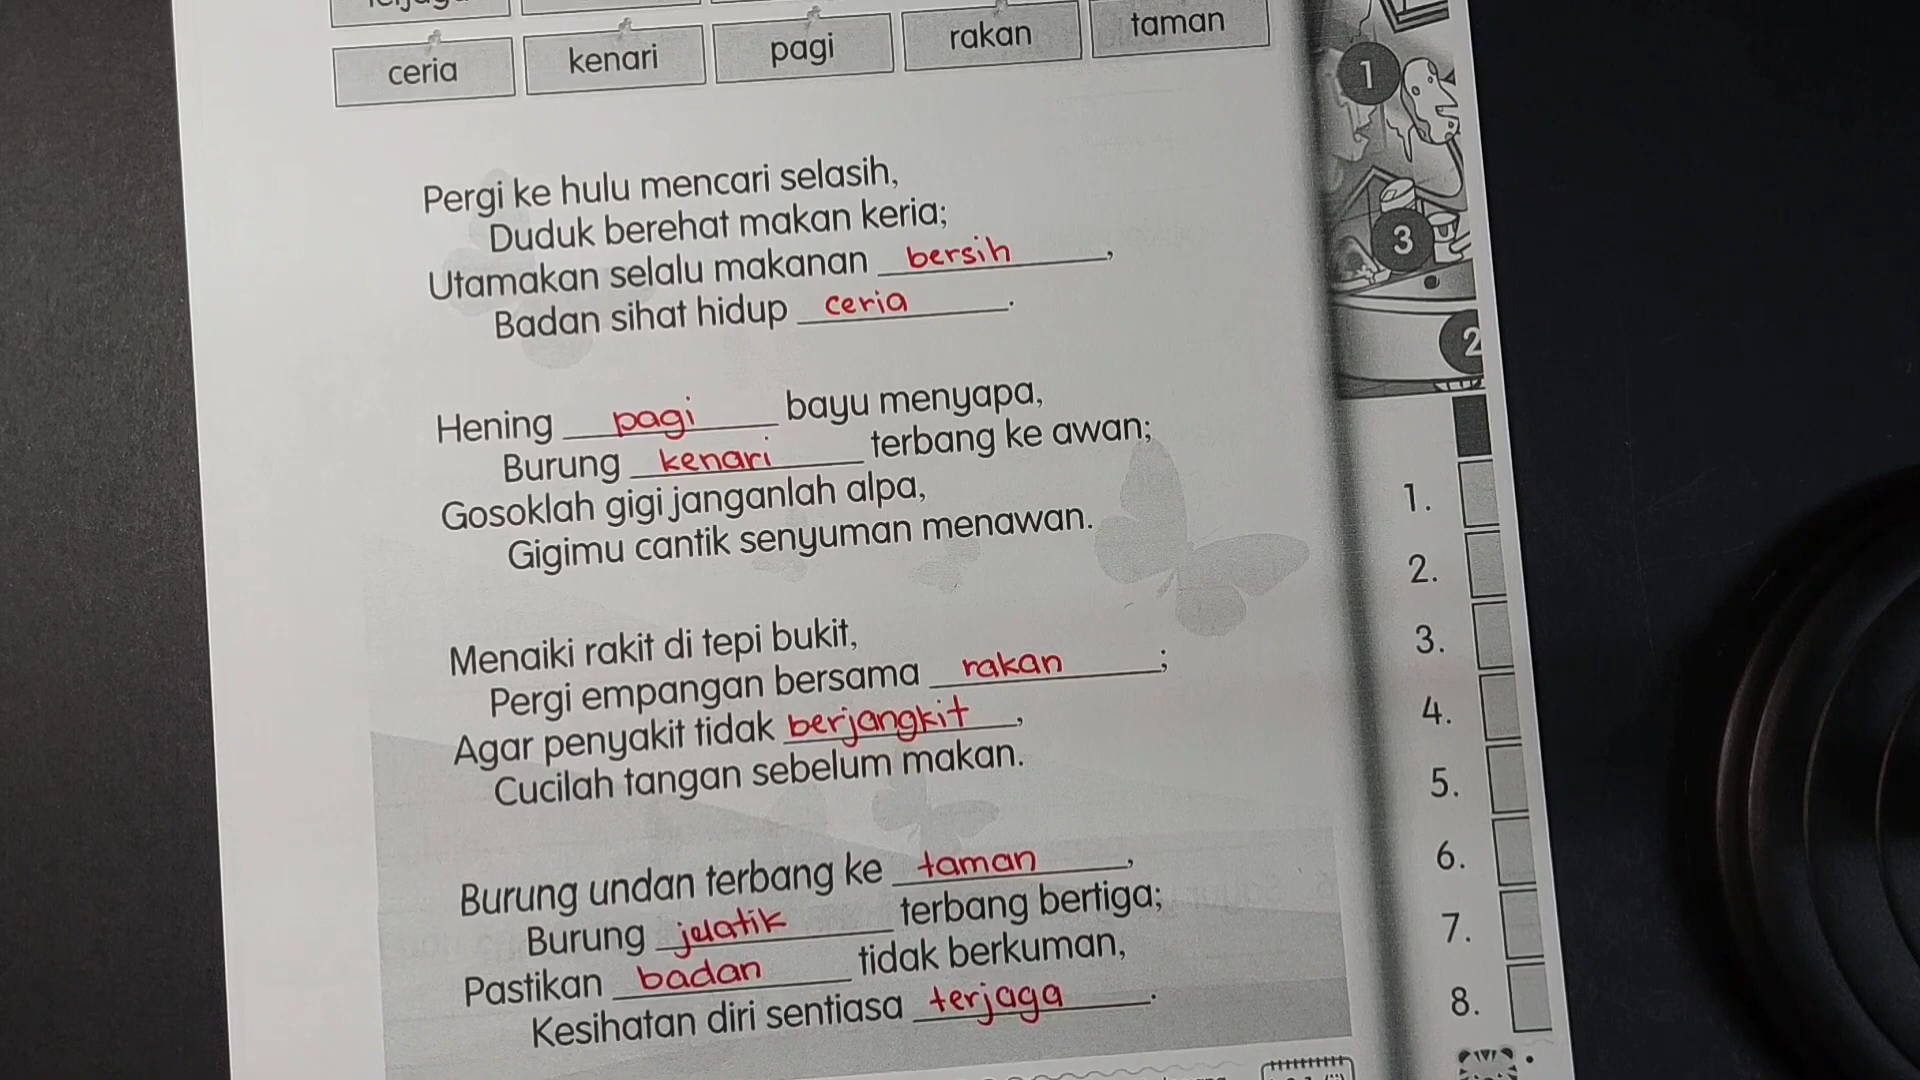 ceria kenari pagi rakan taman
Pergi ke hulu mencari selasih,
Duduk berehat makan keria;
Utamakan selalu makanan bersih,
Badan sihat hidup ceria.
Hening pagi bayu menyapa,
Burung kenari terbang ke awan;
Gosoklah gigi janganlah alpa,
Gigimu cantik senyuman menawan.
Menaiki rakit di tepi bukit,
Pergi empangan bersama rakan;
Agar penyakit tidak berjangkit,
Cucilah tangan sebelum makan.
Burung undan terbang ke taman,
Burung jelatik terbang bertiga;
Pastikan badan tidak berkuman,
Kesihatan diri sentiasa terjaga.
1
3
2
1.
2.
3.
4.
5.
6.
7.
8.